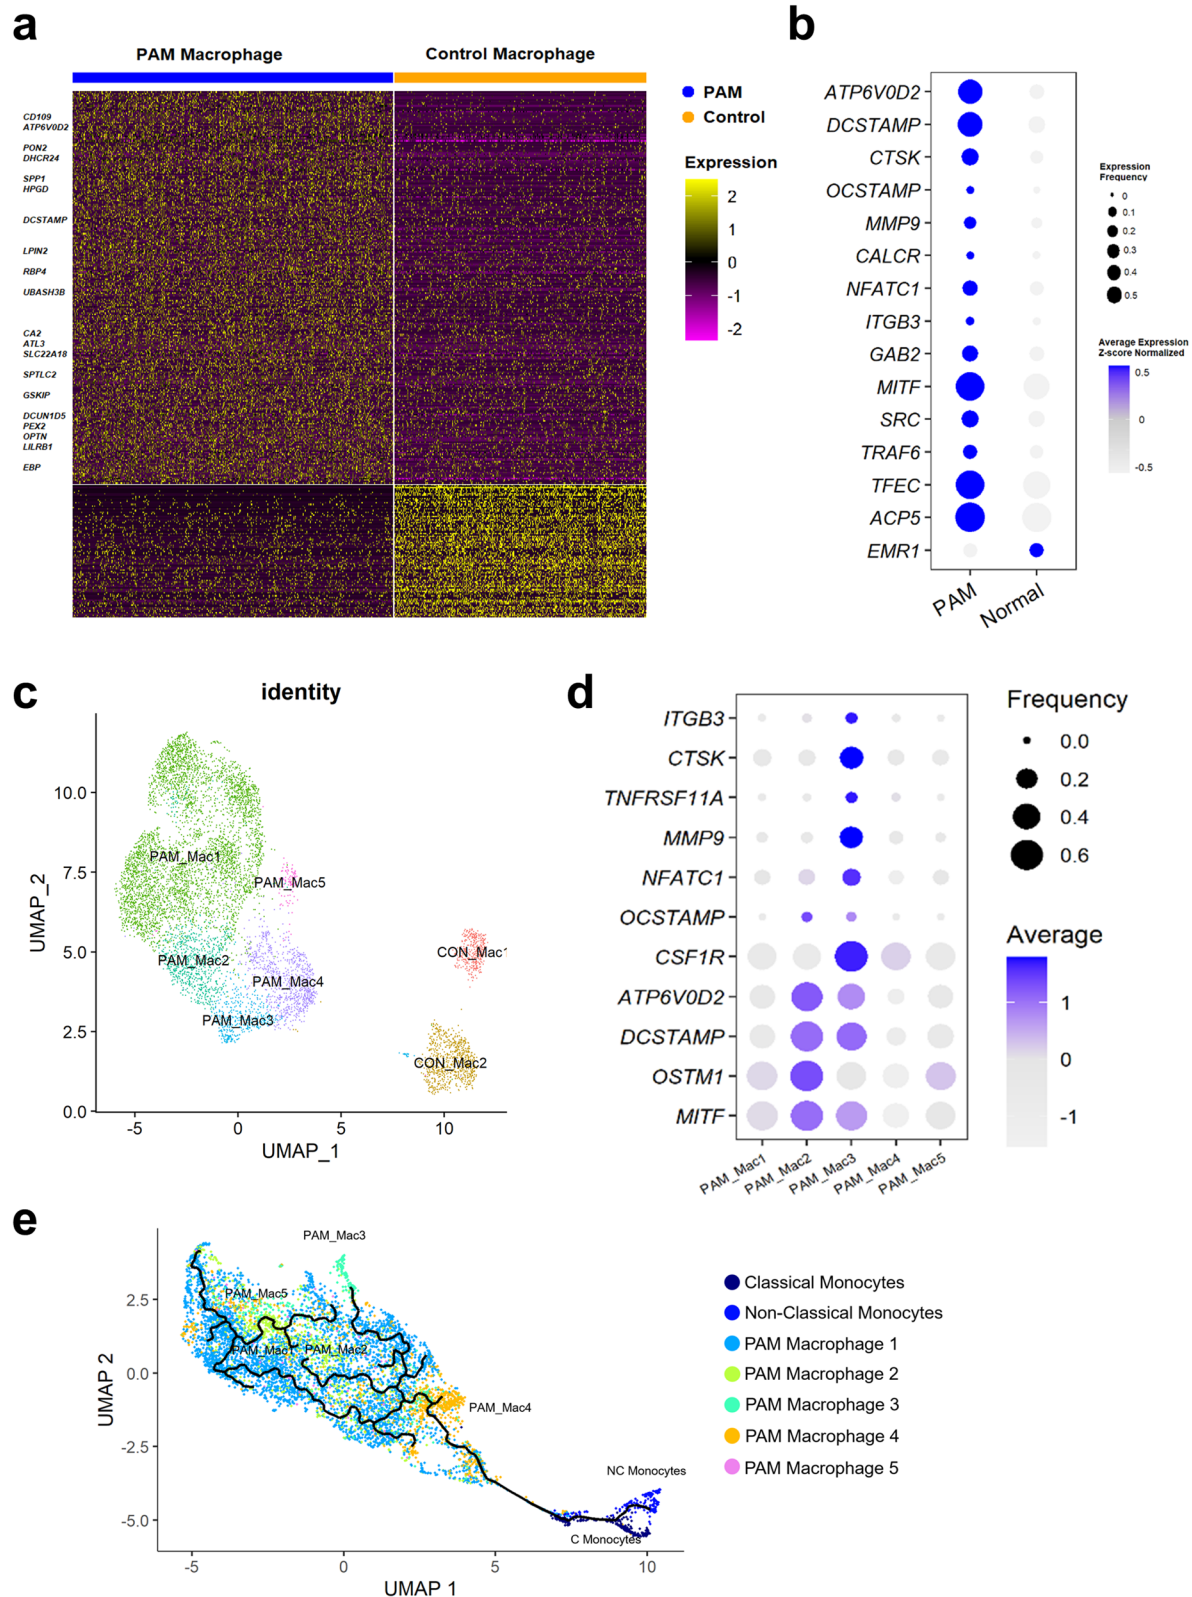 a
PAM Macrophage
Control Macrophage
CD109
ATP6V0D2
PON2
DHCR24
SPP1
HPGD
DCSTAMP
LPIN2
RBP4
UBASH3B
CA2
ATL3
SLC22A18
SPTLC2
GSKIP
DCUN1D5
PEX2
OPTN
LILRB1
EBP
PAM
Control
Expression
2
1
0
-1
-2
b
ATP6V0D2
DCSTAMP
CTSK
OCSTAMP
MMP9
CALCR
NFATC1
ITGB3
GAB2
MITF
SRC
TRAF6
TFEC
ACP5
EMR1
PAM
Normal
Expression
Frequency
0
0.1
0.2
0.3
0.4
0.5
Average Expression
Z-score Normalized
0.5
0
-0.5
c
identity
UMAP_2
10.0
7.5
5.0
2.5
0.0
PAM_Mac1
PAM_Mac5
PAM_Mac2
PAM_Mac4
PAM_Mac3
CON_Mac1
CON_Mac2
-5
0
5
10
UMAP_1
d
ITGB3
CTSK
TNFRSF11A
MMP9
NFATC1
OCSTAMP
CSF1R
ATP6V0D2
DCSTAMP
OSTM1
MITF
PAM_Mac1
PAM_Mac2
PAM_Mac3
PAM_Mac4
PAM_Mac5
Frequency
0.0
0.2
0.4
0.6
Average
1
0
-1
e
UMAP 2
2.5
0.0
-2.5
-5.0
PAM_Mac3
PAM_Mac5
PAM_Mac1
PAM_Mac2
PAM_Mac4
NC Monocytes
C Monocytes
-5
0
5
10
UMAP 1
Classical Monocytes
Non-Classical Monocytes
PAM Macrophage 1
PAM Macrophage 2
PAM Macrophage 3
PAM Macrophage 4
PAM Macrophage 5